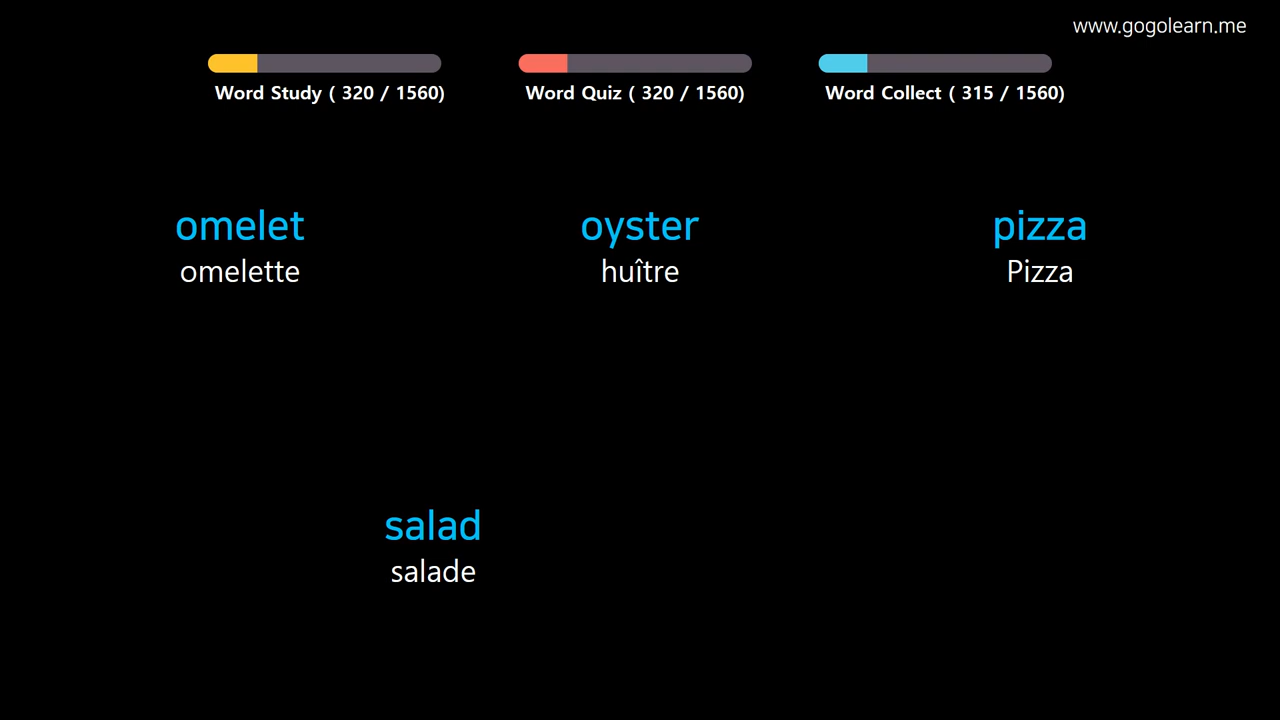 www.gogolearn.me
Word Study ( 320 / 1560)
Word Quiz ( 320 / 1560)
Word Collect ( 315 / 1560)
omelet
omelette
oyster
huître
pizza
Pizza
salad
salade